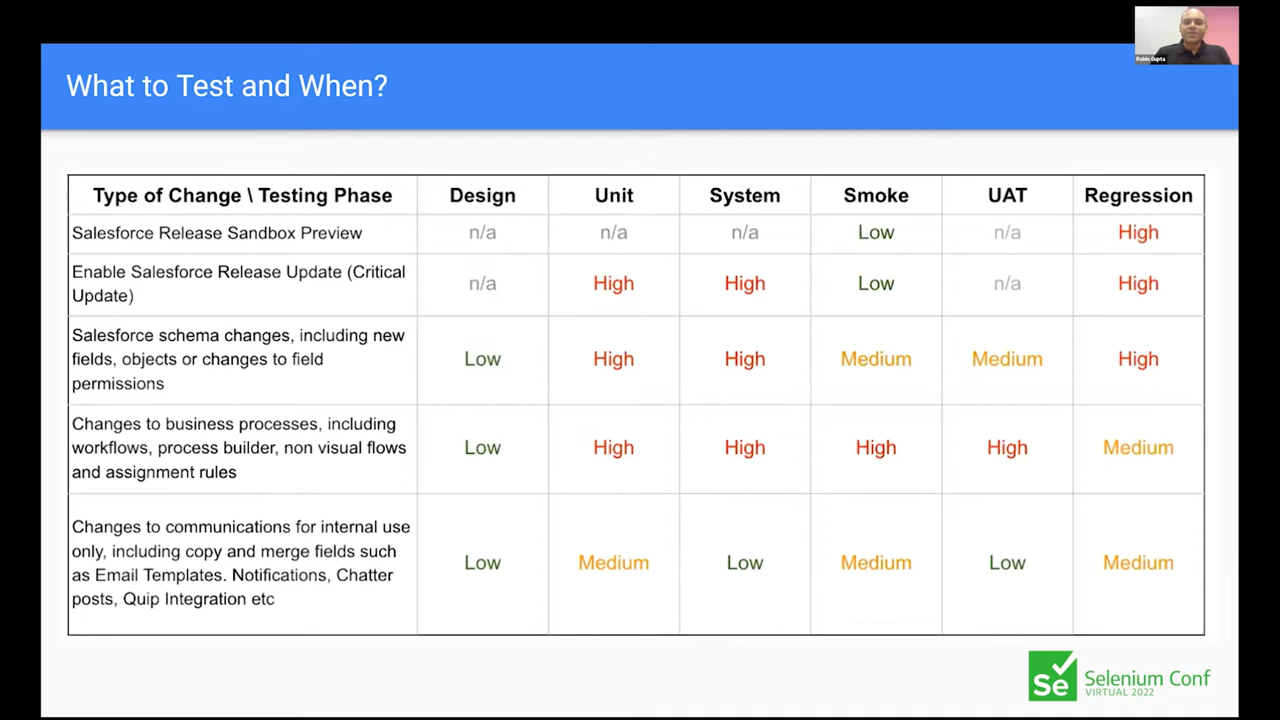 Robin Gupta
What to Test and When?
Type of Change \ Testing Phase Design Unit System Smoke UAT Regression
Salesforce Release Sandbox Preview n/a n/a n/a Low n/a High
Enable Salesforce Release Update (Critical
Update) n/a High High Low n/a High
Salesforce schema changes, including new
fields, objects or changes to field
permissions Low High High Medium Medium High
Changes to business processes, including
workflows, process builder, non visual flows
and assignment rules Low High High High High Medium
Changes to communications for internal use
only, including copy and merge fields such
as Email Templates. Notifications, Chatter
posts, Quip Integration etc Low Medium Low Medium Low Medium
Se Selenium Conf
VIRTUAL 2022